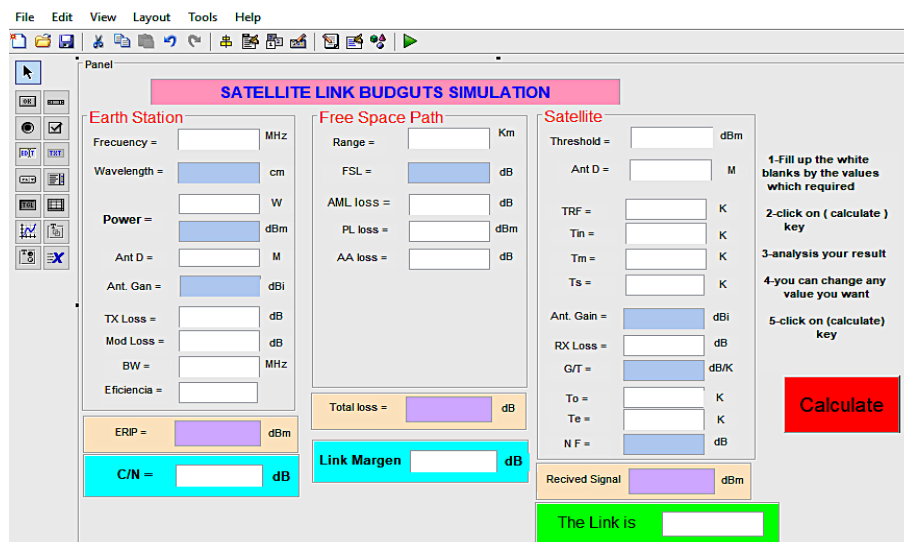 File Edit View Layout Tools Help
Panel
SATELLITE LINK BUDGUTS SIMULATION
Earth Station
Frecuency = MHz
Wavelength = cm
W
Power =
dBm
Ant D = M
Ant. Gan = dBi
TX Loss = dB
Mod Loss = dB
BW = MHz
Eficiencia =
ERIP = dBm
C/N = dB
Free Space Path
Range = Km
FSL = dB
AML loss = dB
PL loss = dBm
AA loss = dB
Total loss = dB
Link Margen dB
Satellite
Threshold = dBm
Ant D = M
TRF = K
Tin = K
Tm = K
Ts = K
Ant. Gain = dBi
RX Loss = dB
G/T = dB/K
To = K
Te = K
N F = dB
Recived Signal dBm
The Link is
1-Fill up the white
blanks by the values
which required
2-click on ( calculate )
key
3-analysis your result
4-you can change any
value you want
5-click on (calculate)
key
Calculate